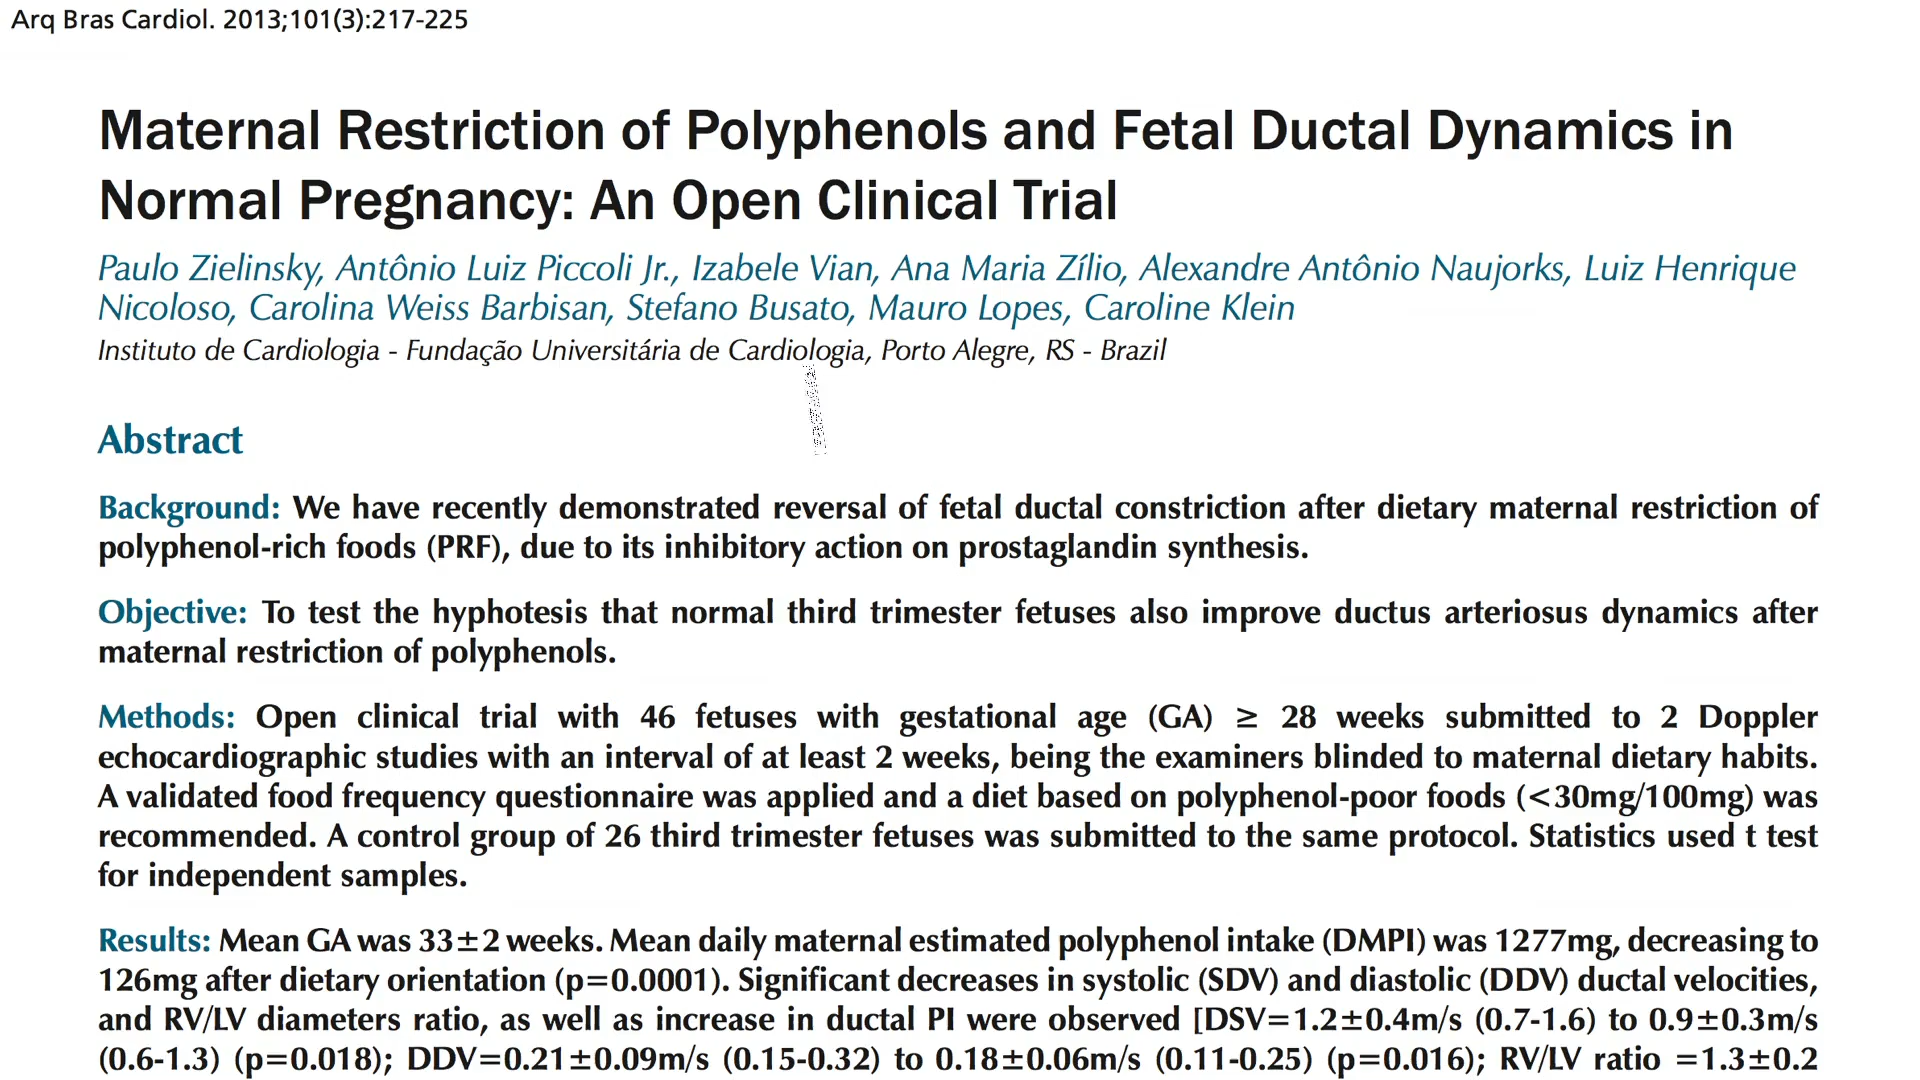 Arq Bras Cardiol. 2013;101(3):217-225
Maternal Restriction of Polyphenols and Fetal Ductal Dynamics in
Normal Pregnancy: An Open Clinical Trial
Paulo Zielinsky, Antônio Luiz Piccoli Jr., Izabele Vian, Ana Maria Zílio, Alexandre Antônio Naujorks, Luiz Henrique
Nicoloso, Carolina Weiss Barbisan, Stefano Busato, Mauro Lopes, Caroline Klein
Instituto de Cardiologia - Fundação Universitária de Cardiologia, Porto Alegre, RS - Brazil
Abstract
Background: We have recently demonstrated reversal of fetal ductal constriction after dietary maternal restriction of
polyphenol-rich foods (PRF), due to its inhibitory action on prostaglandin synthesis.
Objective: To test the hyphotesis that normal third trimester fetuses also improve ductus arteriosus dynamics after
maternal restriction of polyphenols.
Methods: Open clinical trial with 46 fetuses with gestational age (GA) ≥ 28 weeks submitted to 2 Doppler
echocardiographic studies with an interval of at least 2 weeks, being the examiners blinded to maternal dietary habits.
A validated food frequency questionnaire was applied and a diet based on polyphenol-poor foods (<30mg/100mg) was
recommended. A control group of 26 third trimester fetuses was submitted to the same protocol. Statistics used t test
for independent samples.
Results: Mean GA was 33±2 weeks. Mean daily maternal estimated polyphenol intake (DMPI) was 1277mg, decreasing to
126mg after dietary orientation (p=0.0001). Significant decreases in systolic (SDV) and diastolic (DDV) ductal velocities,
and RV/LV diameters ratio, as well as increase in ductal PI were observed [DSV=1.2±0.4m/s (0.7-1.6) to 0.9±0.3m/s
(0.6-1.3) (p=0.018); DDV=0.21±0.09m/s (0.15-0.32) to 0.18±0.06m/s (0.11-0.25) (p=0.016); RV/LV ratio =1.3±0.2